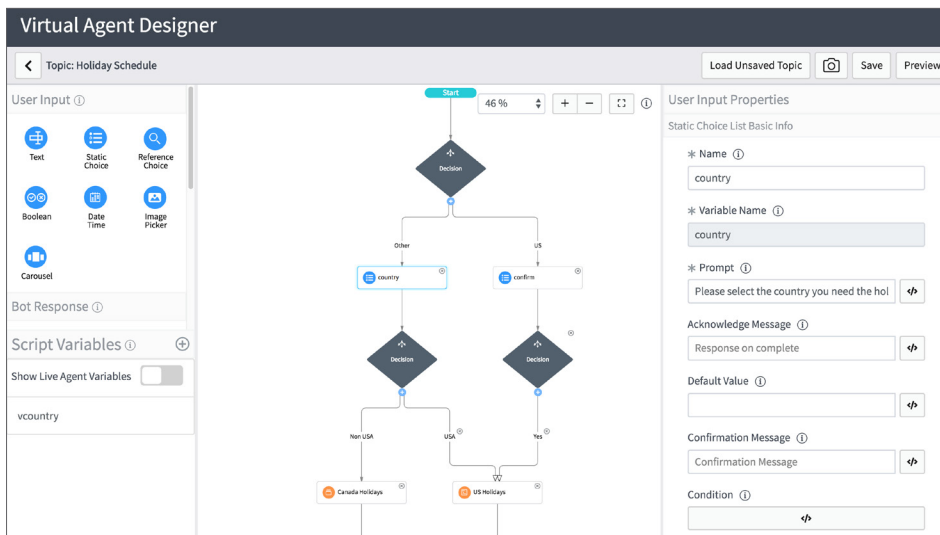 Virtual Agent Designer
Topic: Holiday Schedule
Load Unsaved Topic
Save
Preview
User Input
Text
Static Choice
Reference Choice
Boolean
Date Time
Image Picker
Carousel
Bot Response
Script Variables
Show Live Agent Variables
vcountry
Start
46 %
Decision
Other
US
country
confirm
Decision
Decision
Non USA
USA
Yes
Canada Holidays
US Holidays
User Input Properties
Static Choice List Basic Info
Name
country
Variable Name
country
Prompt
Please select the country you need the hol
Acknowledge Message
Response on complete
Default Value
Confirmation Message
Confirmation Message
Condition